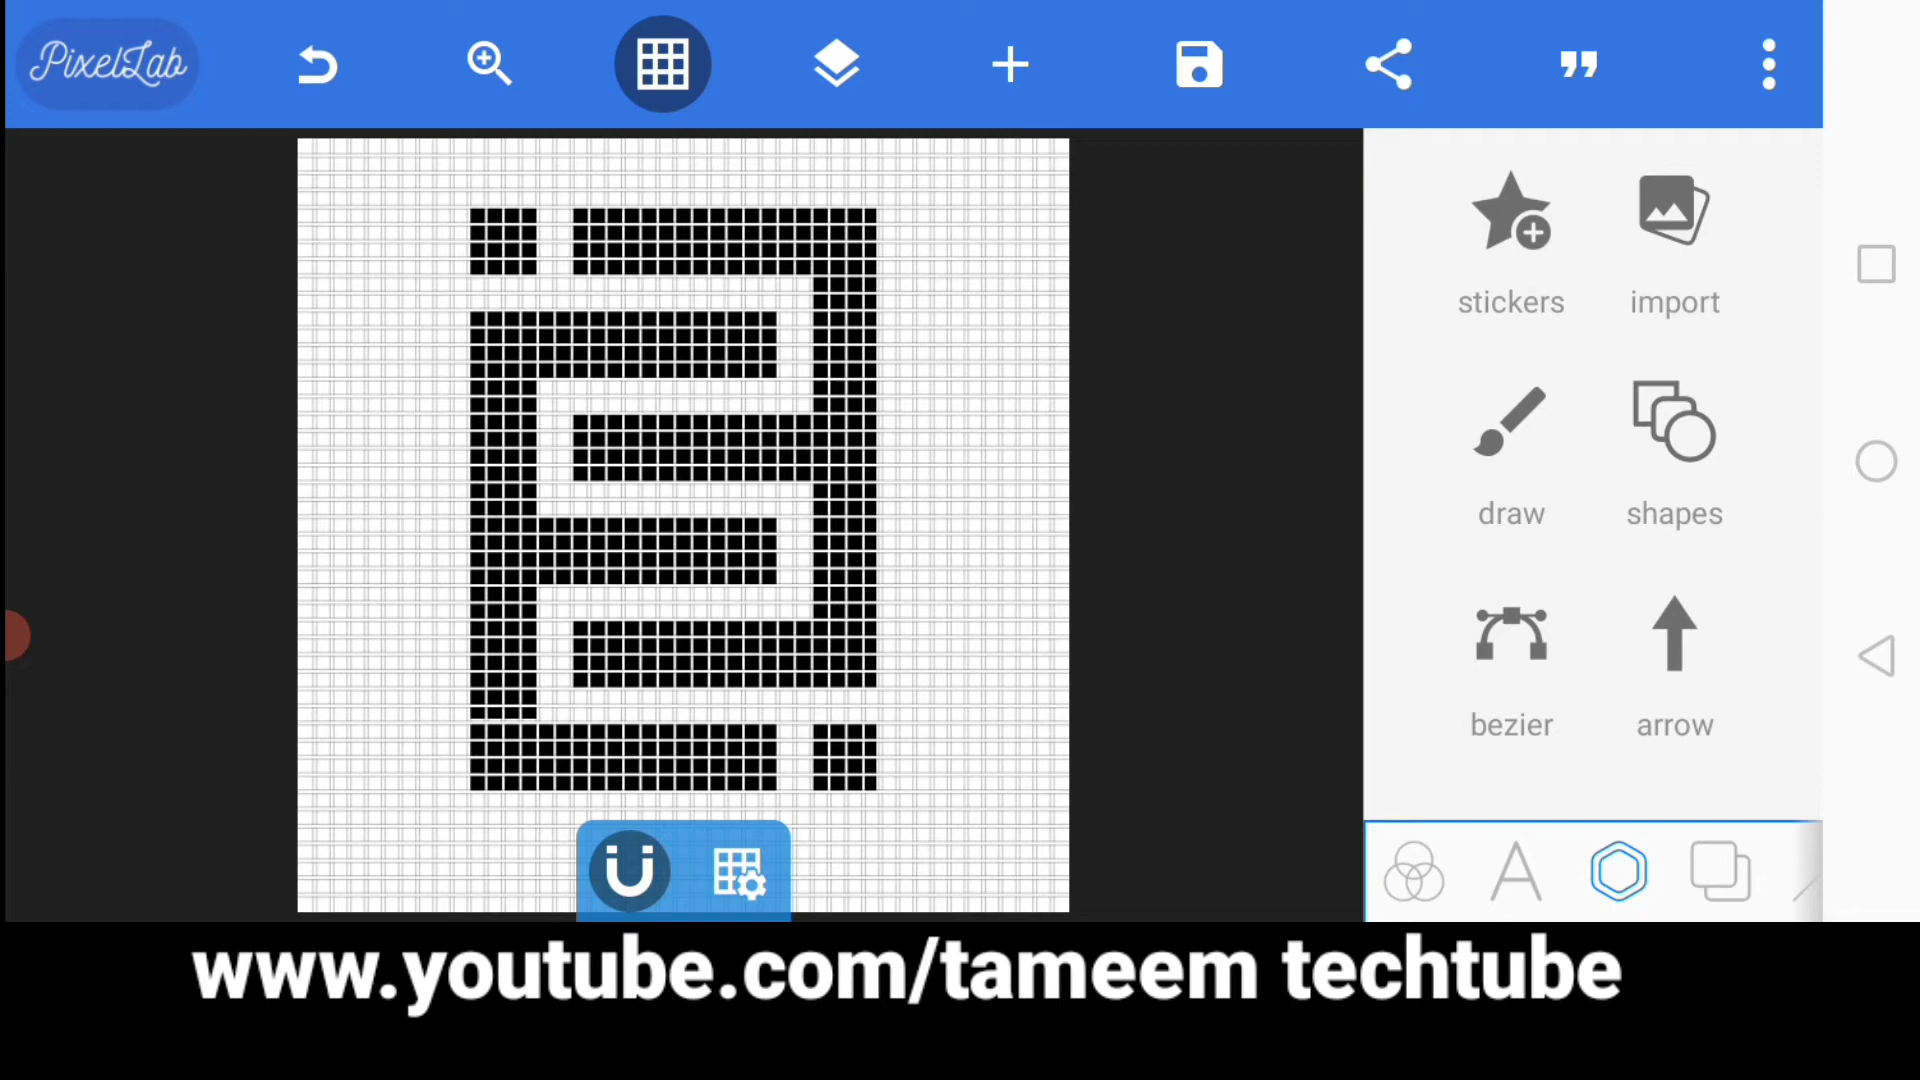 PixelLab
stickers import
draw shapes
bezier arrow
www.youtube.com/tameem techtube